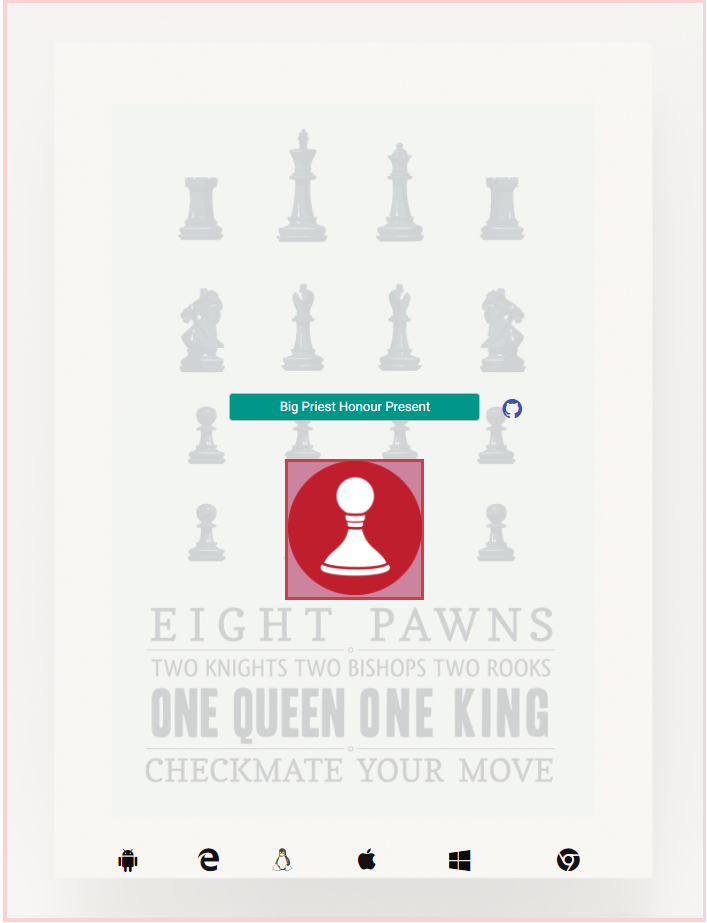 Big Priest Honour Present
EIGHT PAWNS
TWO KNIGHTS TWO BISHOPS TWO ROOKS
ONE QUEEN ONE KING
CHECKMATE YOUR MOVE